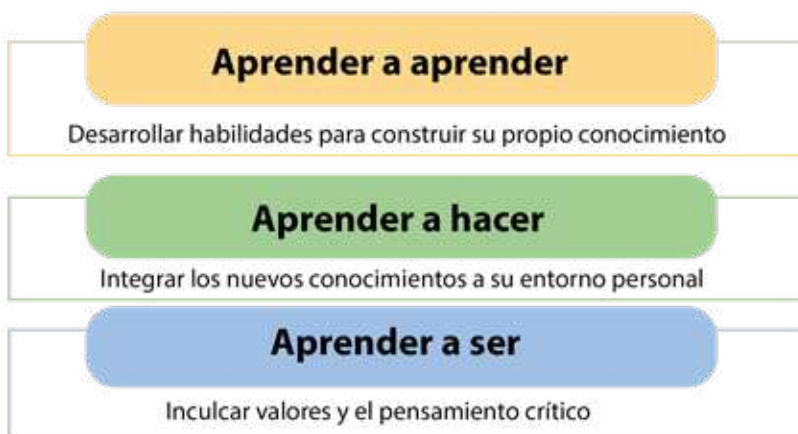 Aprender a aprender
Desarrollar habilidades para construir su propio conocimiento
Aprender a hacer
Integrar los nuevos conocimientos a su entorno personal
Aprender a ser
Inculcar valores y el pensamiento crítico